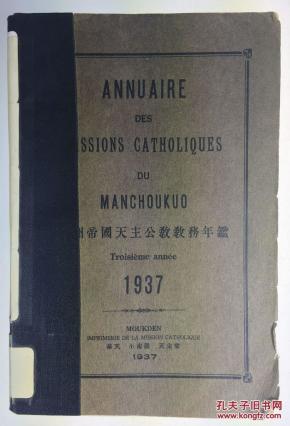 ANNUAIRE
DES
SSIONS CATHOLIQUES
DU
MANCHOUKUO
帝國天主公教教務年鑑
Troisième année
1937
MOUKDEN
IMPRIMERIE DE LA MISSION CATHOLIQUE
奉天 小南關 天主堂
1937
孔夫子旧书网